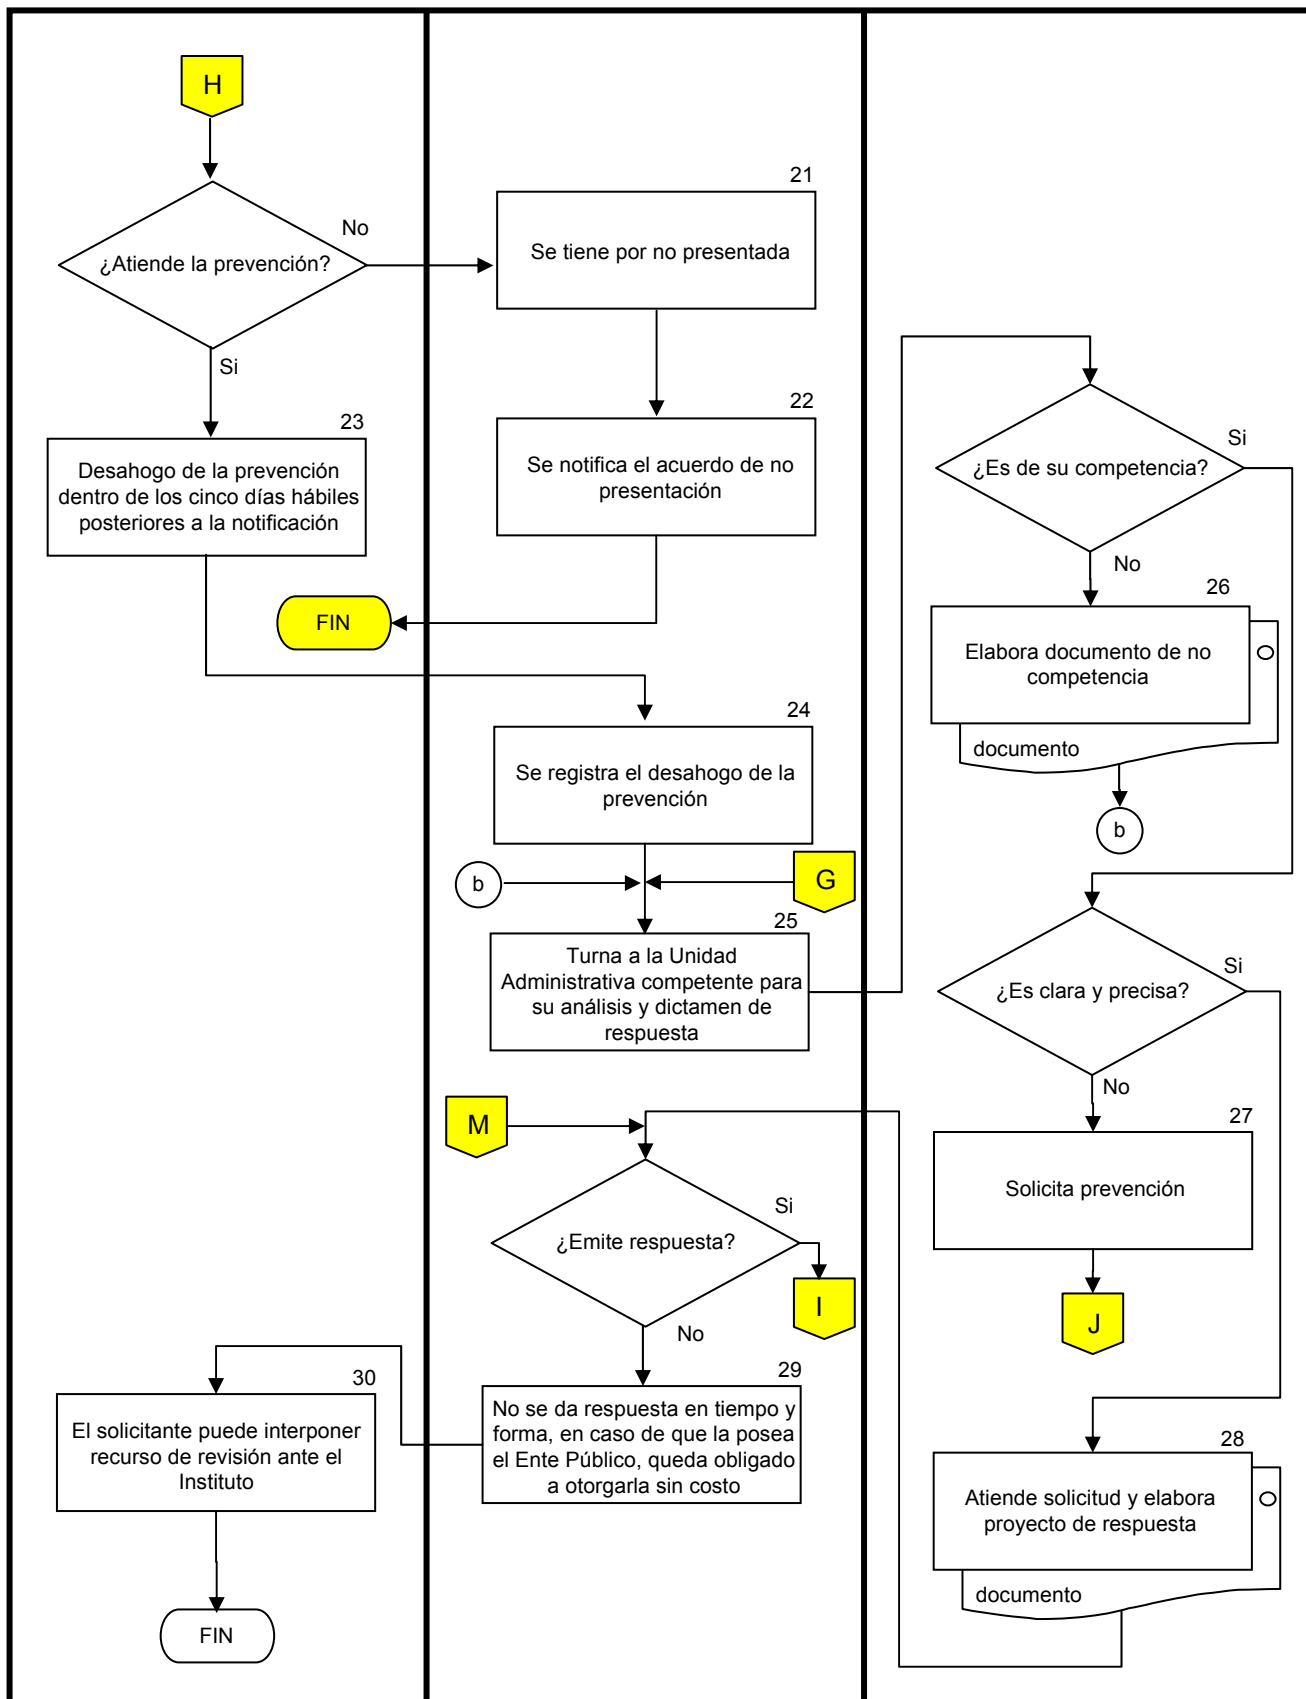 H
¿Atiende la prevención?
No
Si
21
Se tiene por no presentada
22
Se notifica el acuerdo de no
presentación
23
Desahogo de la prevención
dentro de los cinco días hábiles
posteriores a la notificación
FIN
24
Se registra el desahogo de la
prevención
b
G
25
Turna a la Unidad
Administrativa competente para
su análisis y dictamen de
respuesta
¿Es de su competencia?
Si
No
26
Elabora documento de no
competencia
documento
b
¿Es clara y precisa?
Si
No
27
Solicita prevención
J
28
Atiende solicitud y elabora
proyecto de respuesta
documento
M
¿Emite respuesta?
Si
I
No
29
No se da respuesta en tiempo y
forma, en caso de que la posea
el Ente Público, queda obligado
a otorgarla sin costo
30
El solicitante puede interponer
recurso de revisión ante el
Instituto
FIN